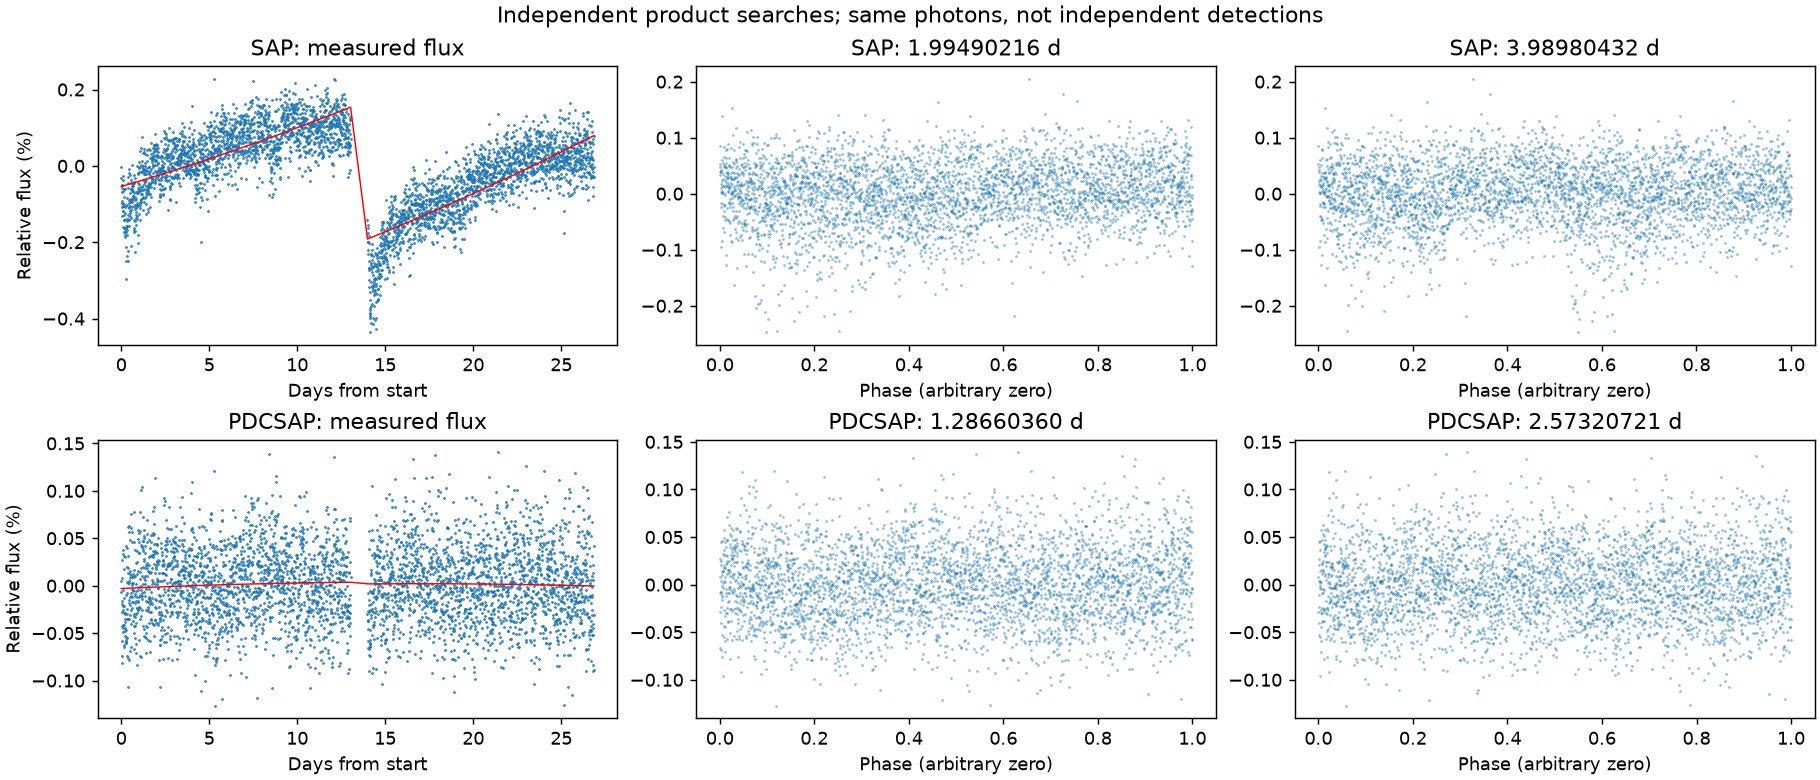 Independent product searches; same photons, not independent detections
SAP: measured flux
SAP: 1.99490216 d
SAP: 3.98980432 d
Relative flux (%)
0.2
0.0
−0.2
−0.4
0 5 10 15 20 25
Days from start
0.2
0.1
0.0
−0.1
−0.2
0.0 0.2 0.4 0.6 0.8 1.0
Phase (arbitrary zero)
0.2
0.1
0.0
−0.1
−0.2
0.0 0.2 0.4 0.6 0.8 1.0
Phase (arbitrary zero)
PDCSAP: measured flux
PDCSAP: 1.28660360 d
PDCSAP: 2.57320721 d
Relative flux (%)
0.15
0.10
0.05
0.00
−0.05
−0.10
0 5 10 15 20 25
Days from start
0.15
0.10
0.05
0.00
−0.05
−0.10
0.0 0.2 0.4 0.6 0.8 1.0
Phase (arbitrary zero)
0.15
0.10
0.05
0.00
−0.05
−0.10
0.0 0.2 0.4 0.6 0.8 1.0
Phase (arbitrary zero)